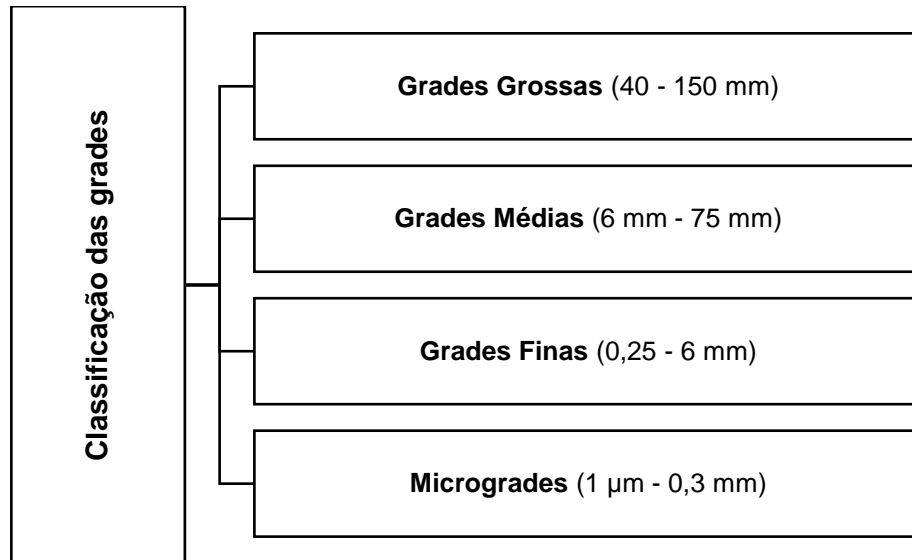 Classificação das grades
Grades Grossas (40 - 150 mm)
Grades Médias (6 mm - 75 mm)
Grades Finas (0,25 - 6 mm)
Microgrades (1 µm - 0,3 mm)